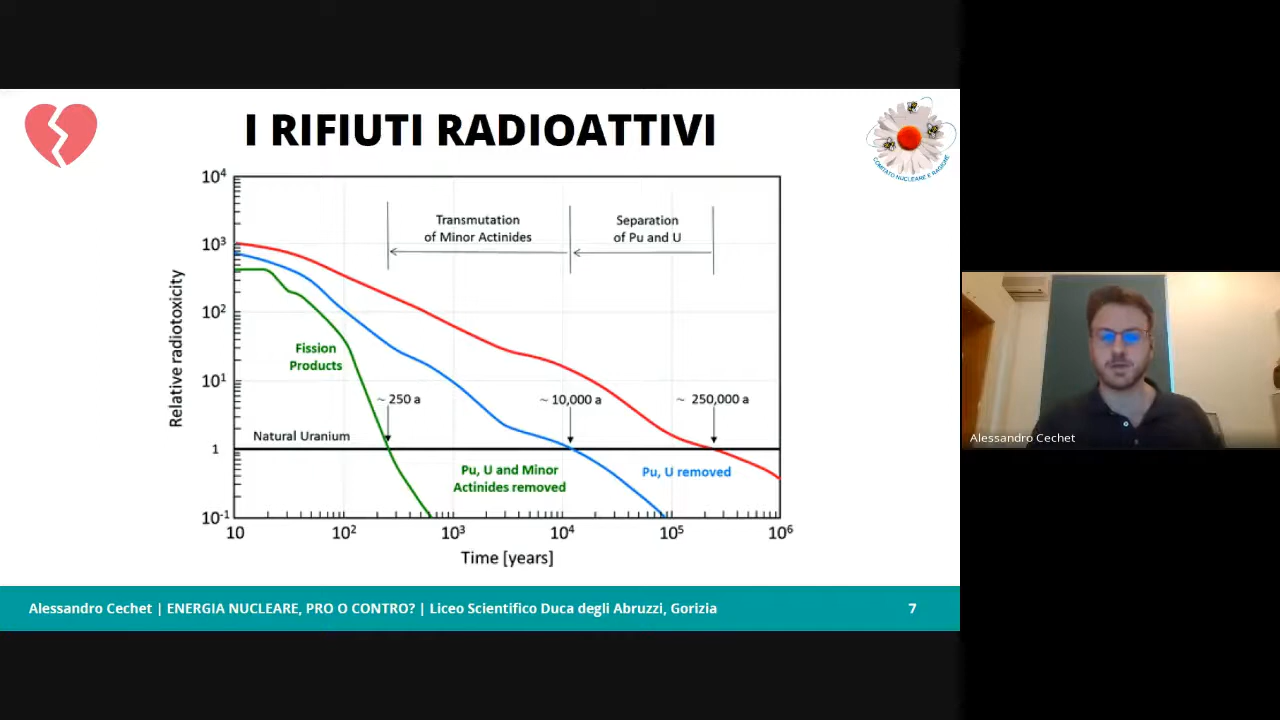 I RIFIUTI RADIOATTIVI
COMITATO NUCLEARE E RAGIONE
10⁴
10³
10²
10¹
1
10⁻¹
Relative radiotoxicity
Transmutation
of Minor Actinides
Separation
of Pu and U
Fission
Products
~ 250 a
~ 10,000 a
~ 250,000 a
Natural Uranium
Pu, U and Minor
Actinides removed
Pu, U removed
10 10² 10³ 10⁴ 10⁵ 10⁶
Time [years]
Alessandro Cechet | ENERGIA NUCLEARE, PRO O CONTRO? | Liceo Scientifico Duca degli Abruzzi, Gorizia 7
Alessandro Cechet